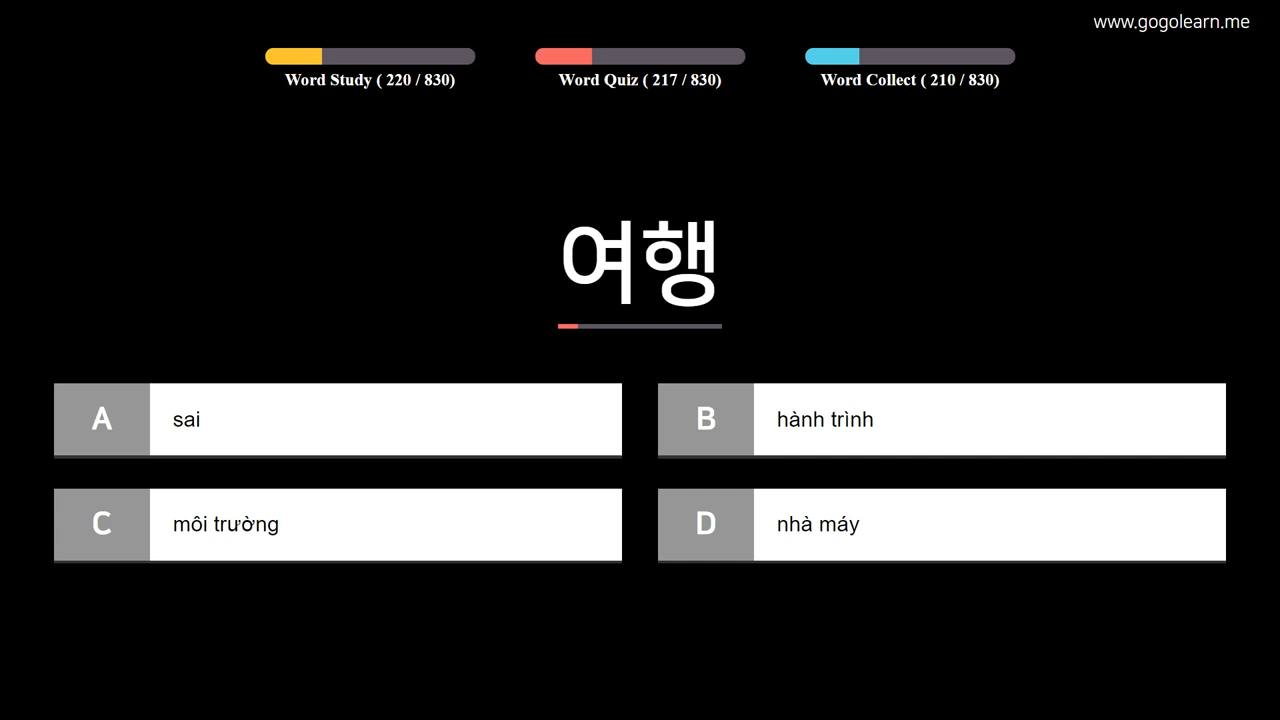 www.gogolearn.me
Word Study ( 220 / 830)
Word Quiz ( 217 / 830)
Word Collect ( 210 / 830)
여행
A sai
B hành trình
C môi trường
D nhà máy